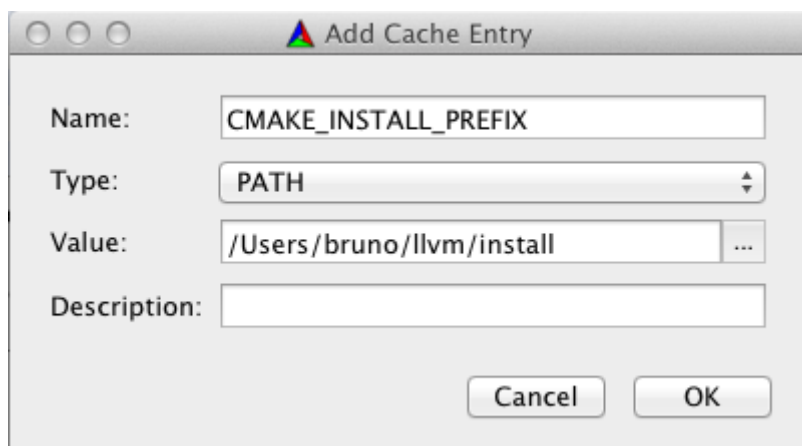 Add Cache Entry
Name: CMAKE_INSTALL_PREFIX
Type: PATH
Value: /Users/bruno/llvm/install ...
Description:
Cancel OK